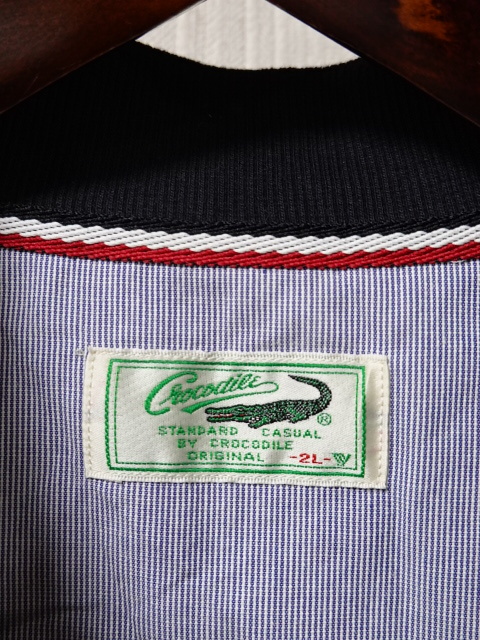 Crocodile
®
STANDARD CASUAL
BY CROCODILE
ORIGINAL -2L-